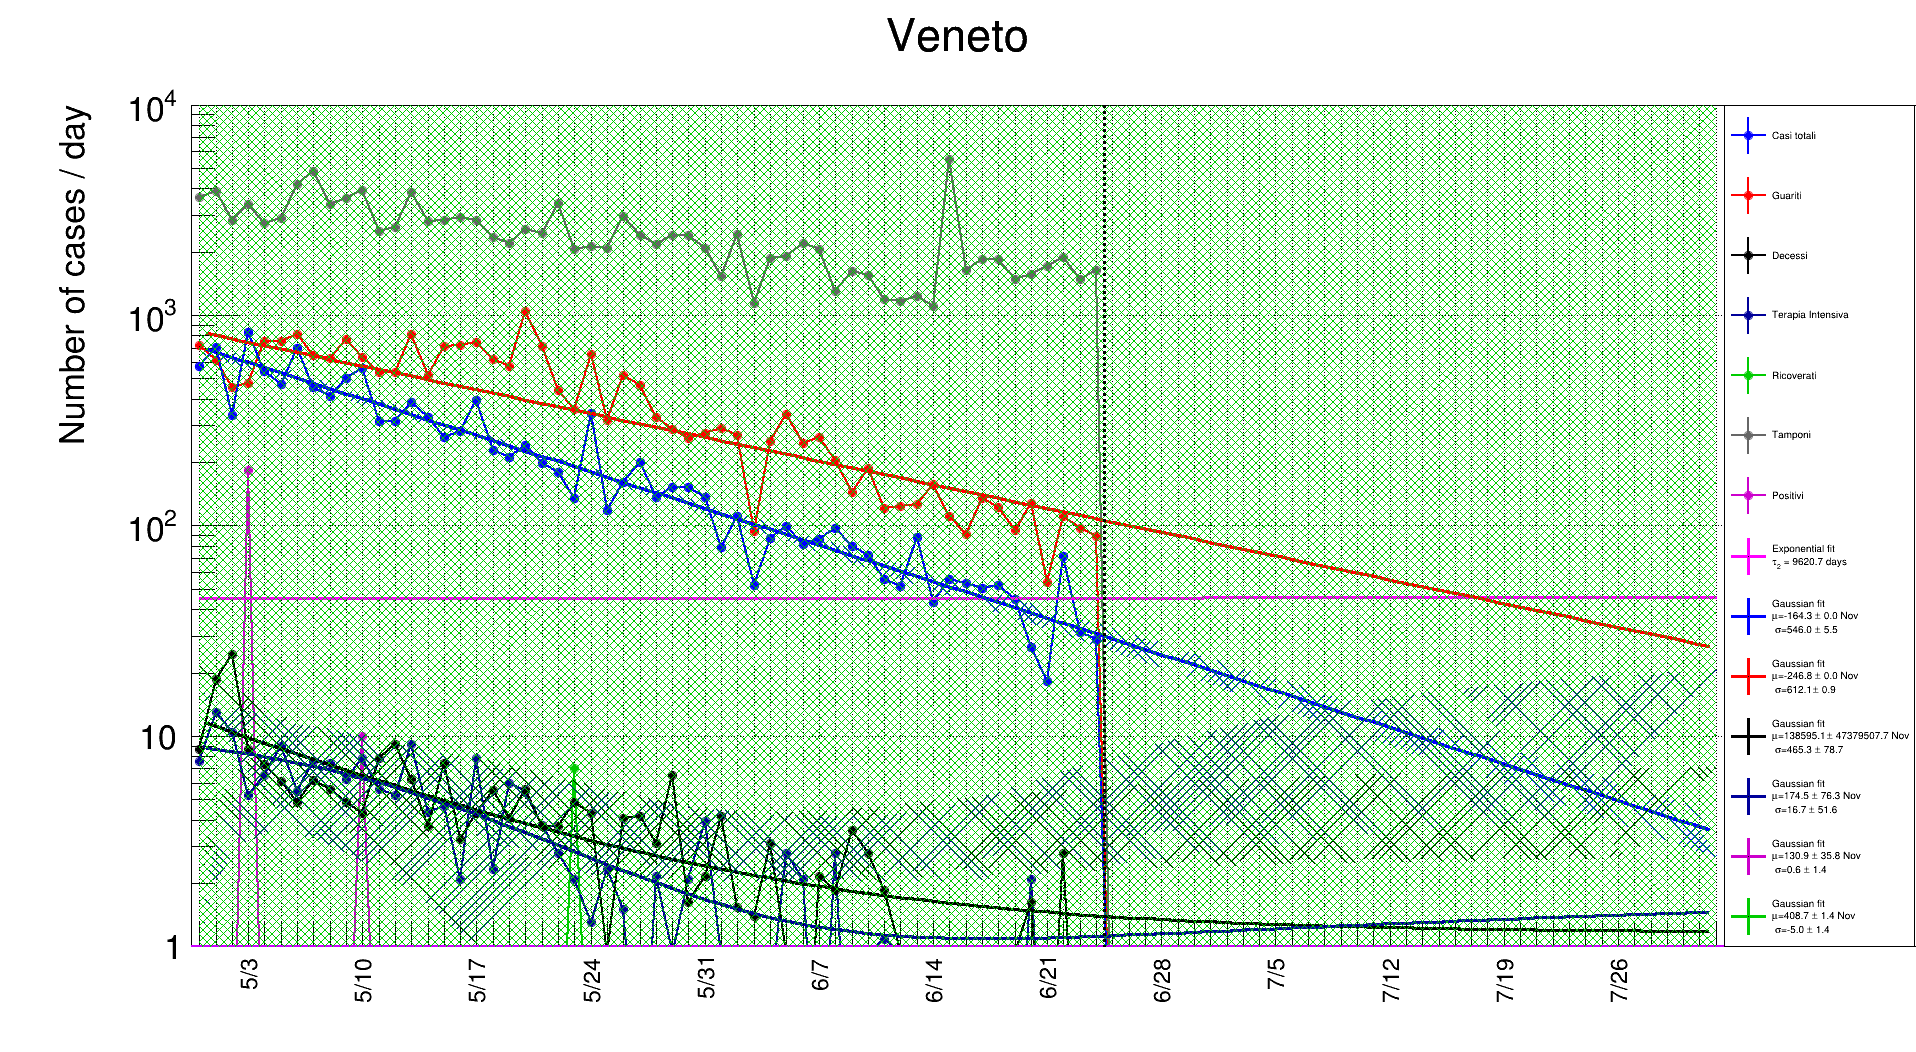 Veneto
Number of cases / day
10^4
10^3
10^2
10
1
5/3
5/10
5/17
5/24
5/31
6/7
6/14
6/21
6/28
7/5
7/12
7/19
7/26
Casi totali
Guariti
Decessi
Terapia Intensiva
Ricoverati
Tamponi
Positivi
Exponential fit
τ₂ = 9620.7 days
Gaussian fit
μ=-164.3 ± 0.0 Nov
σ=546.0 ± 5.5
Gaussian fit
μ=-246.8 ± 0.0 Nov
σ=612.1± 0.9
Gaussian fit
μ=138595.1± 47379507.7 Nov
σ=465.3 ± 78.7
Gaussian fit
μ=174.5 ± 76.3 Nov
σ=16.7 ± 51.6
Gaussian fit
μ=130.9 ± 35.8 Nov
σ=0.6 ± 1.4
Gaussian fit
μ=408.7 ± 1.4 Nov
σ=-5.0 ± 1.4